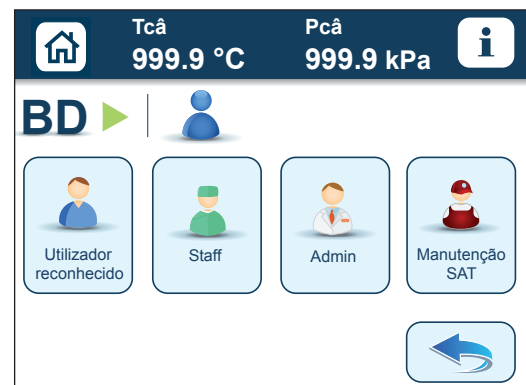 Tcâ Pcâ
999.9 °C 999.9 kPa
i
BD
Utilizador
reconhecido
Staff
Admin
Manutenção
SAT